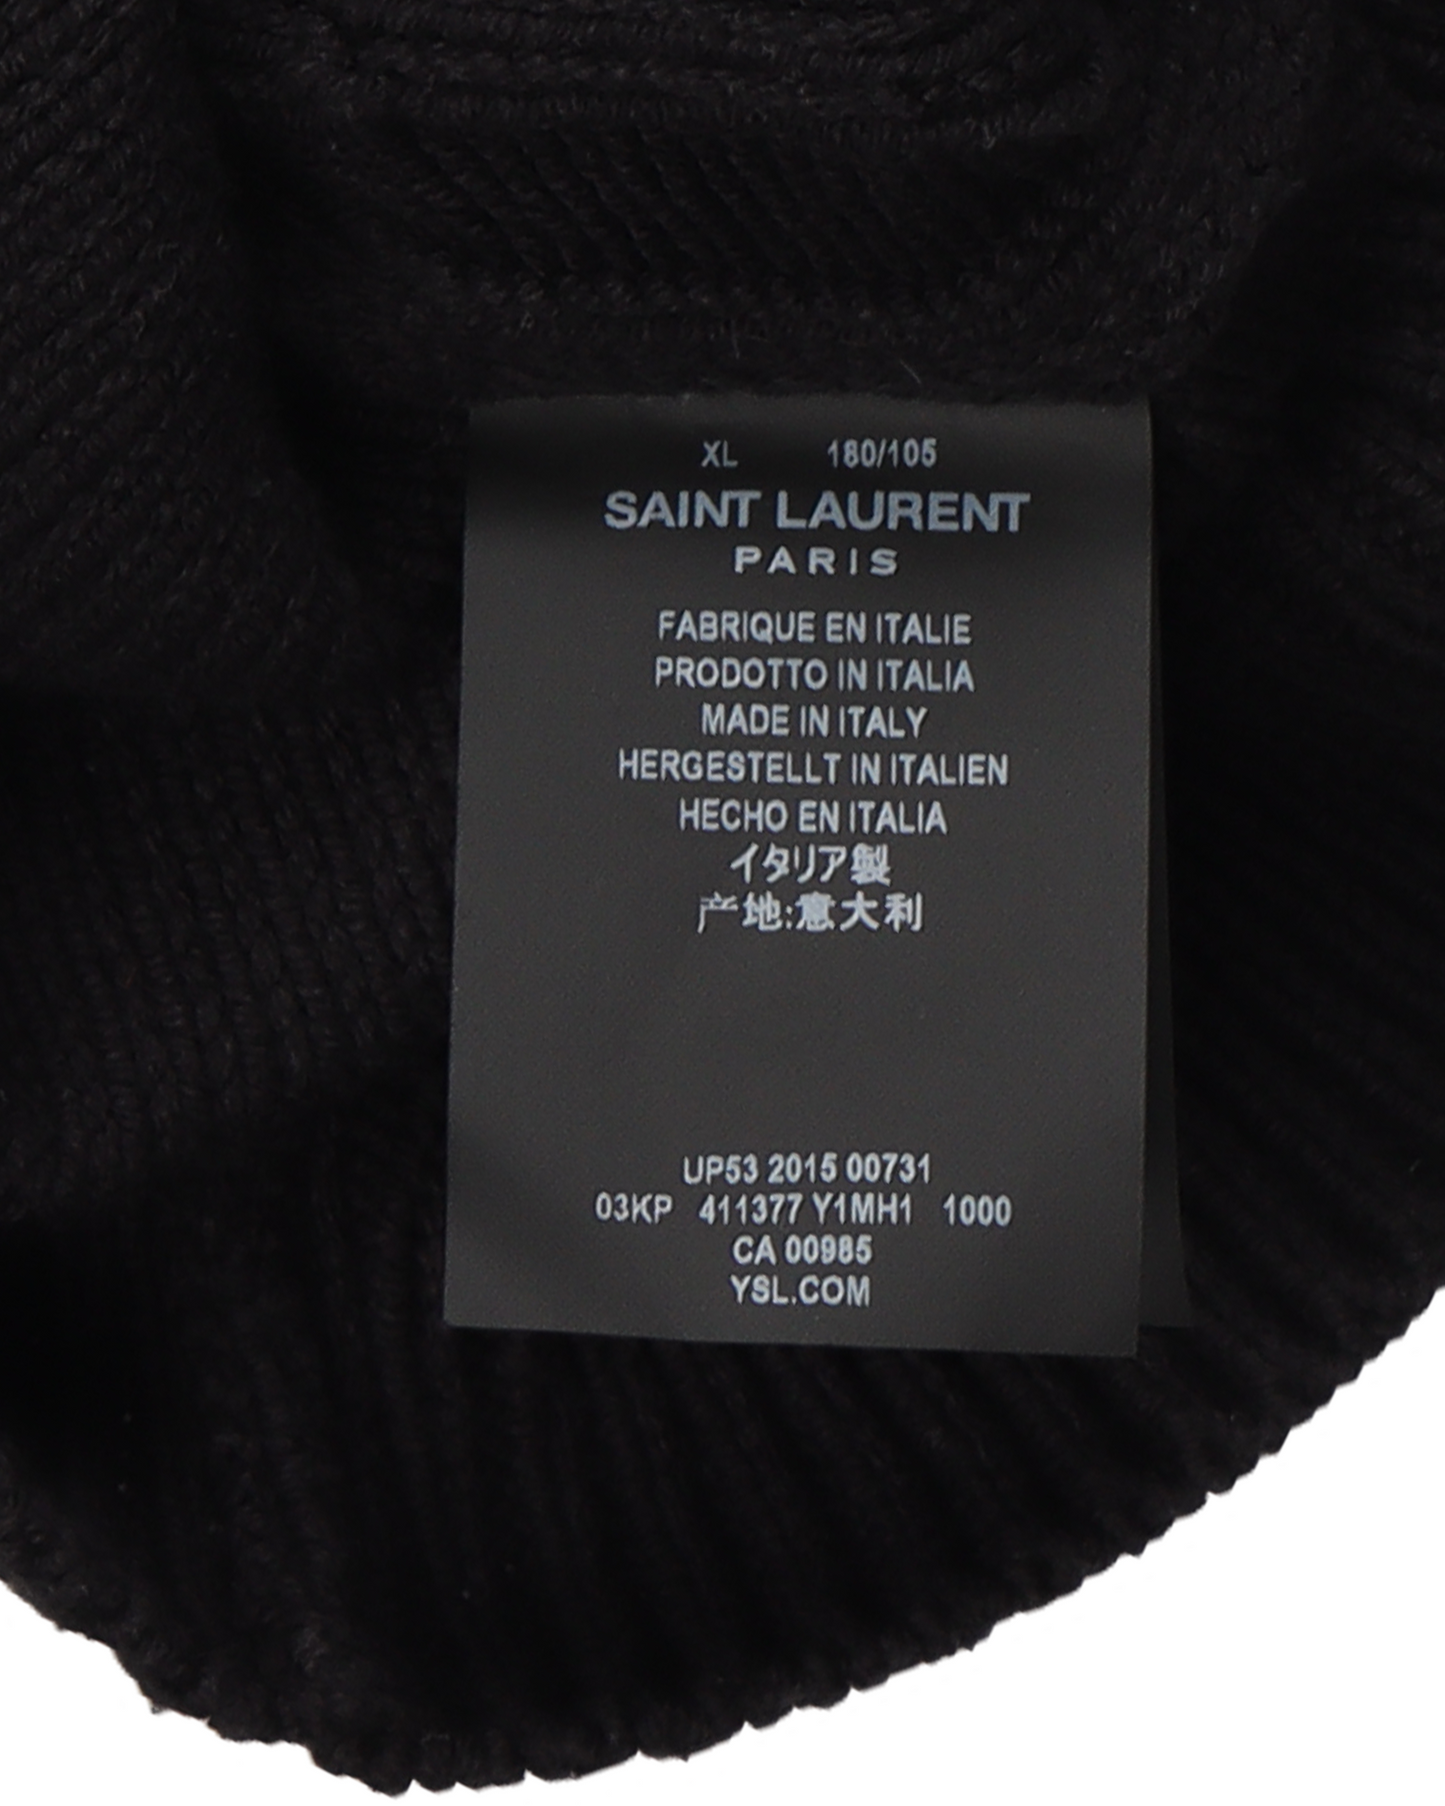 XL 180/105
SAINT LAURENT
PARIS
FABRIQUE EN ITALIE
PRODOTTO IN ITALIA
MADE IN ITALY
HERGESTELLT IN ITALIEN
HECHO EN ITALIA
イタリア製
产地:意大利
UP53 2015 00731
03KP 411377 Y1MH1 1000
CA 00985
YSL.COM